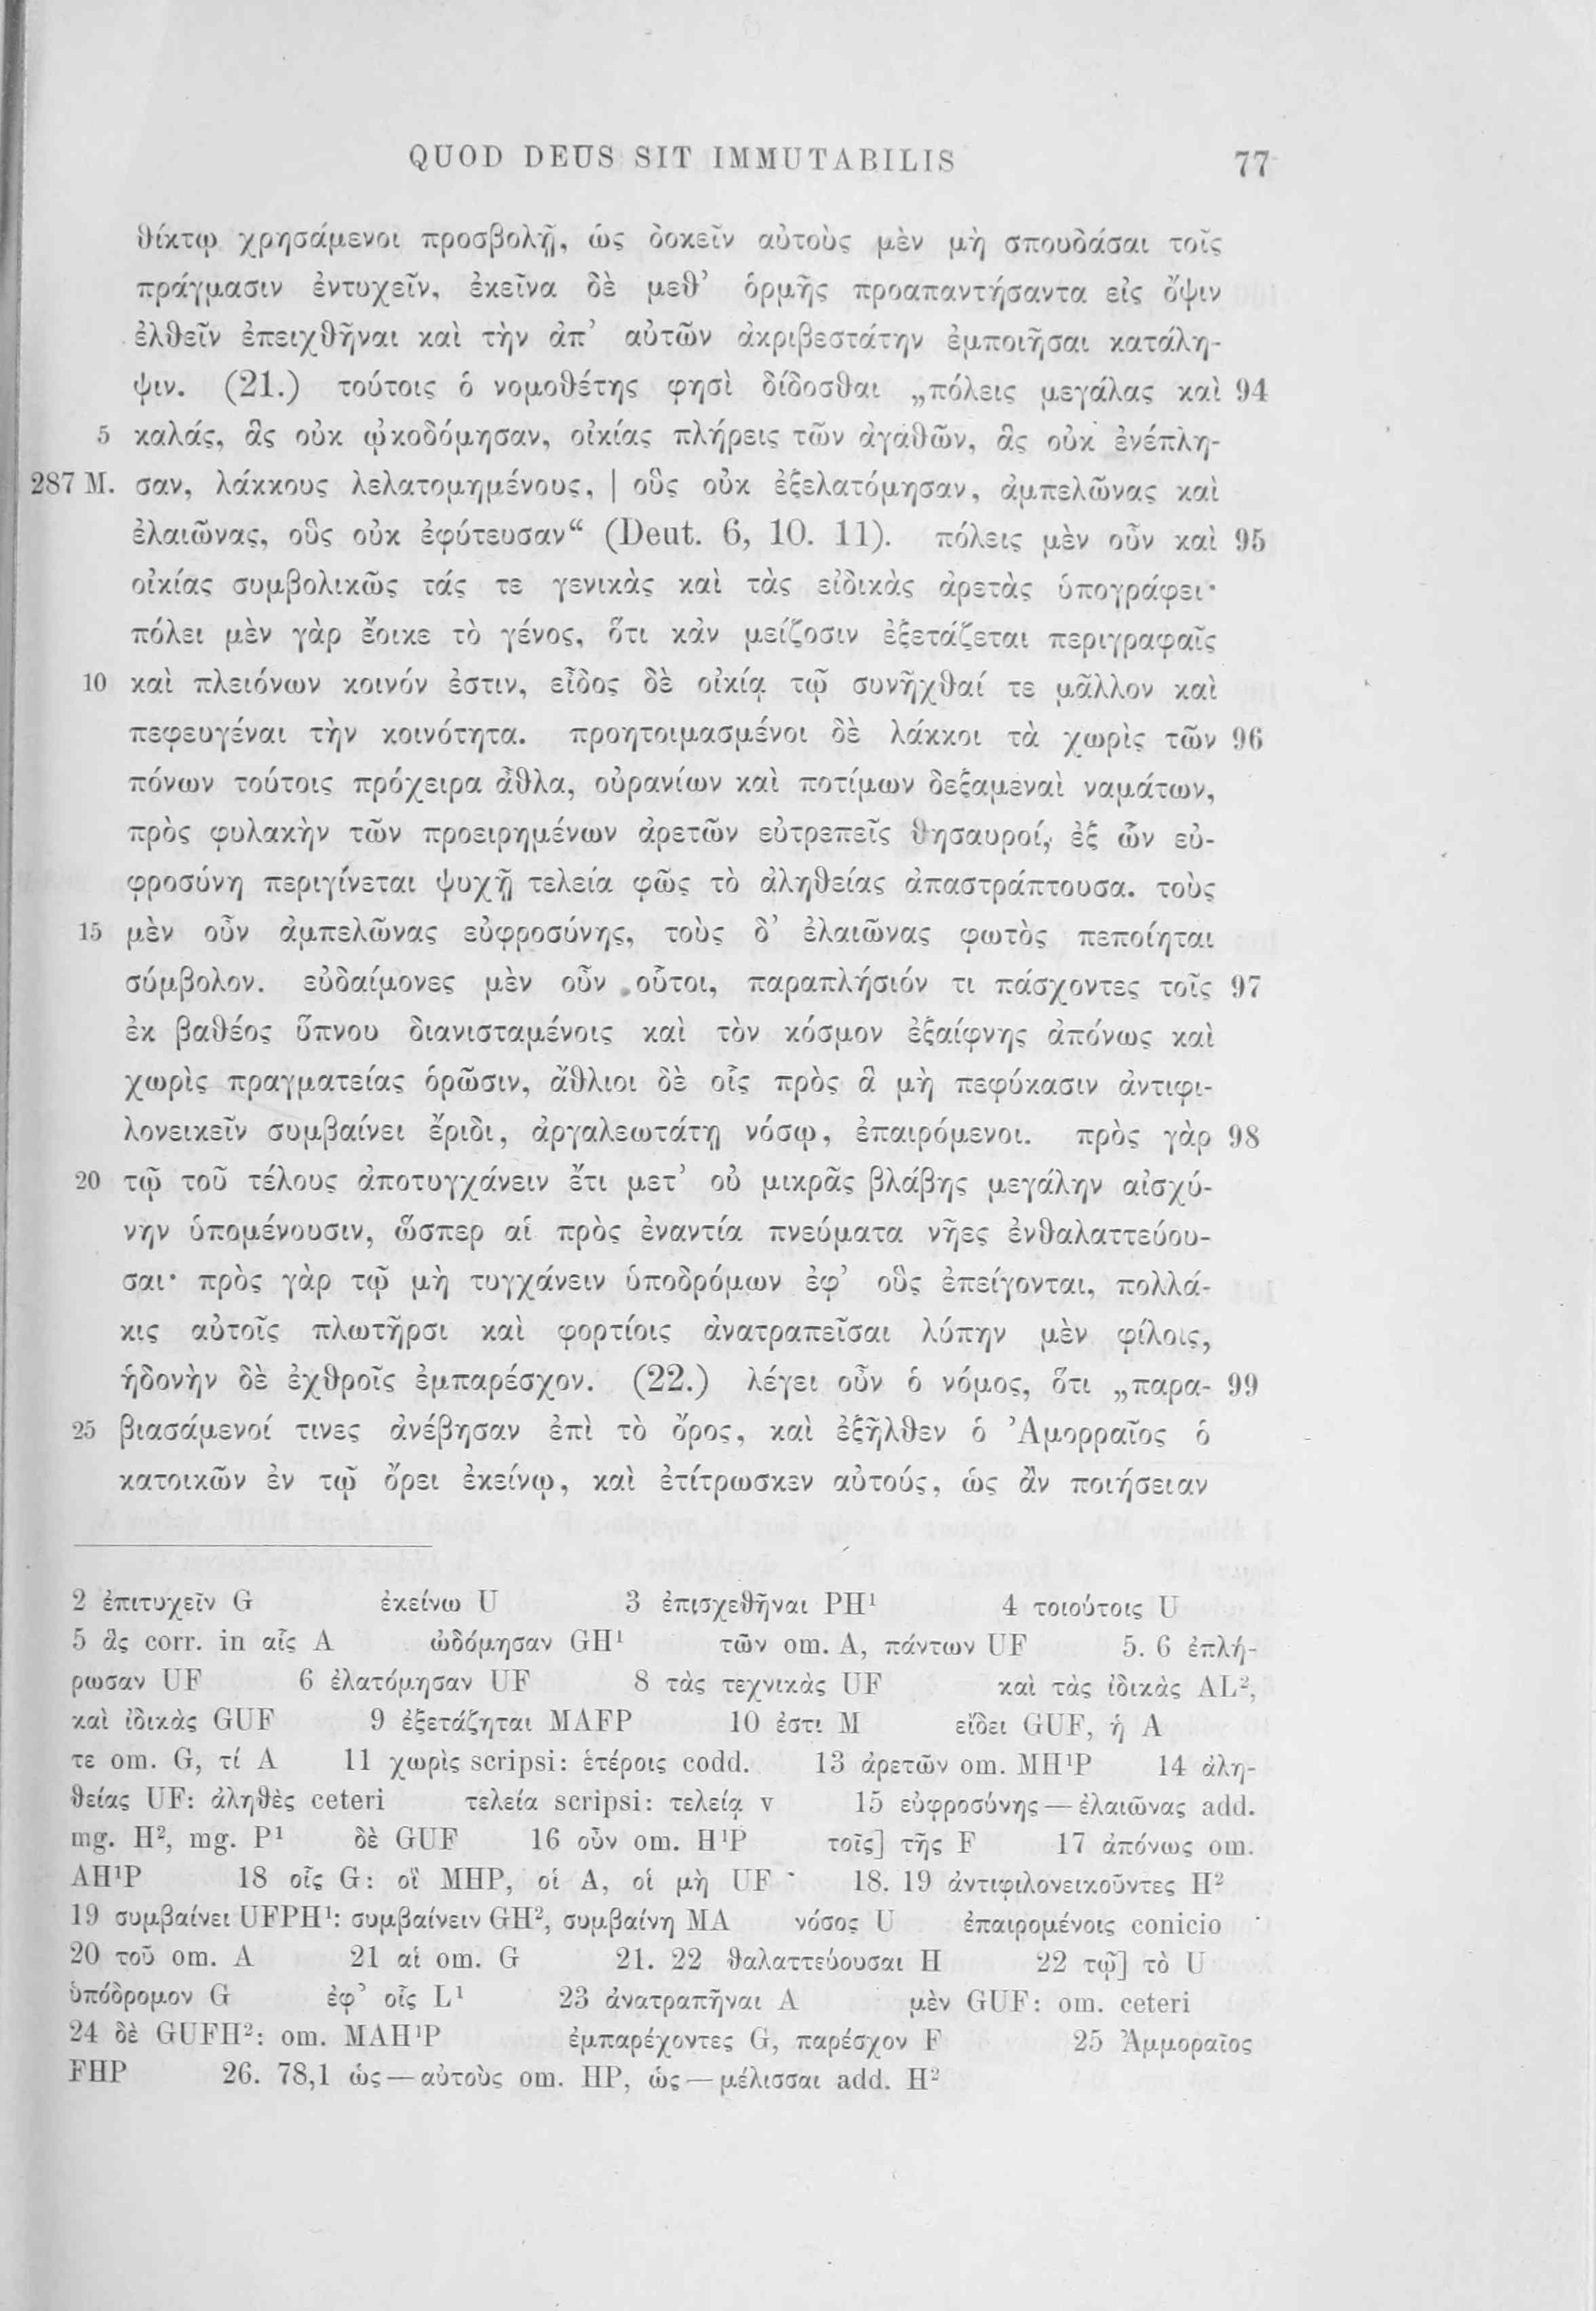 QUOD DEUS SIT IMMUTABILIS 77
θίκτῳ χρησάμενοι προσβολῇ, ὡς δοκεῖν αὐτοὺς μὲν μὴ σπουδάσαι τοῖς
πράγμασιν ἐντυχεῖν, ἐκεῖνα δὲ μεθ’ ὁρμῆς προαπαντήσαντα εἰς ὄψιν
ἐλθεῖν ἐπειχθῆναι καὶ τὴν ἀπ’ αὐτῶν ἀκριβεστάτην ἐμποιῆσαι κατάλη-
ψιν. (21.) τούτοις ὁ νομοθέτης φησὶ δίδοσθαι „πόλεις μεγάλας καὶ 94
5 καλάς, ἃς οὐκ ᾠκοδόμησαν, οἰκίας πλήρεις τῶν ἀγαθῶν, ἃς οὐκ ἐνέπλη-
287 M. σαν, λάκκους λελατομημένους, | οὓς οὐκ ἐξελατόμησαν, ἀμπελῶνας καὶ
ἐλαιῶνας, οὓς οὐκ ἐφύτευσαν“ (Deut. 6, 10. 11). πόλεις μὲν οὖν καὶ 95
οἰκίας συμβολικῶς τάς τε γενικὰς καὶ τὰς εἰδικὰς ἀρετὰς ὑπογράφει·
πόλει μὲν γὰρ ἔοικε τὸ γένος, ὅτι κἀν μείζοσιν ἐξετάζεται περιγραφαῖς
10 καὶ πλειόνων κοινόν ἐστιν, εἶδος δὲ οἰκίᾳ τῷ συνῆχθαί τε μᾶλλον καὶ
πεφευγέναι τὴν κοινότητα. προητοιμασμένοι δὲ λάκκοι τὰ χωρὶς τῶν 96
πόνων τούτοις πρόχειρα ἆθλα, οὐρανίων καὶ ποτίμων δεξαμεναὶ ναμάτων,
πρὸς φυλακὴν τῶν προειρημένων ἀρετῶν εὐτρεπεῖς θησαυροί, ἐξ ὧν εὐ-
φροσύνη περιγίνεται ψυχῇ τελεία φῶς τὸ ἀληθείας ἀπαστράπτουσα. τοὺς
15 μὲν οὖν ἀμπελῶνας εὐφροσύνης, τοὺς δ’ ἐλαιῶνας φωτὸς πεποίηται
σύμβολον. εὐδαίμονες μὲν οὖν οὗτοι, παραπλήσιόν τι πάσχοντες τοῖς 97
ἐκ βαθέος ὕπνου διανισταμένοις καὶ τὸν κόσμον ἐξαίφνης ἀπόνως καὶ
χωρὶς πραγματείας ὁρῶσιν, ἄθλιοι δὲ οἷς πρὸς ἃ μὴ πεφύκασιν ἀντιφι-
λονεικεῖν συμβαίνει ἔριδι, ἀργαλεωτάτῃ νόσῳ, ἐπαιρόμενοι. πρὸς γὰρ 98
20 τῷ τοῦ τέλους ἀποτυγχάνειν ἔτι μετ’ οὐ μικρᾶς βλάβης μεγάλην αἰσχύ-
νην ὑπομένουσιν, ὥσπερ αἱ πρὸς ἐναντία πνεύματα νῆες ἐνθαλαττεύου-
σαι· πρὸς γὰρ τῷ μὴ τυγχάνειν ὑποδρόμων ἐφ’ οὓς ἐπείγονται, πολλά-
κις αὐτοῖς πλωτῆρσι καὶ φορτίοις ἀνατραπεῖσαι λύπην μὲν φίλοις,
ἡδονὴν δὲ ἐχθροῖς ἐμπαρέσχον. (22.) λέγει οὖν ὁ νόμος, ὅτι „παρα- 99
25 βιασάμενοί τινες ἀνέβησαν ἐπὶ τὸ ὄρος, καὶ ἐξῆλθεν ὁ Ἀμορραῖος ὁ
κατοικῶν ἐν τῷ ὄρει ἐκείνῳ, καὶ ἐτίτρωσκεν αὐτούς, ὡς ἂν ποιήσειαν
2 ἐπιτυχεῖν G ἐκείνω U 3 ἐπισχεθῆναι PH¹ 4 τοιούτοις U
5 ἃς corr. in αἷς A ὠδόμησαν GH¹ τῶν om. A, πάντων UF 5. 6 ἐπλή-
ρωσαν UF 6 ἐλατόμησαν UF 8 τὰς τεχνικὰς UF καὶ τὰς ἰδικὰς AL²,
καὶ ἰδικὰς GUF 9 ἐξετάζηται MAFP 10 ἐστι M εἴδει GUF, ἡ A
τε om. G, τί A 11 χωρὶς scripsi: ἑτέροις codd. 13 ἀρετῶν om. MH¹P 14 ἀλη-
θείας UF: ἀληθὲς ceteri τελεία scripsi: τελείᾳ v 15 εὐφροσύνης — ἐλαιῶνας add.
mg. H², mg. P¹ δὲ GUF 16 οὖν om. H¹P τοῖς] τῆς F 17 ἀπόνως om.
AH¹P 18 οἷς G: οἳ MHP, οἱ A, οἱ μὴ UF 18. 19 ἀντιφιλονεικοῦντες H²
19 συμβαίνει UFPH¹: συμβαίνειν GH², συμβαίνη MA νόσος U ἐπαιρομένοις conicio
20 τοῦ om. A 21 αἱ om. G 21. 22 θαλαττεύουσαι H 22 τῷ] τὸ U
ὑπόδρομον G ἐφ’ οἷς L¹ 23 ἀνατραπῆναι A μὲν GUF: om. ceteri
24 δὲ GUFH²: om. MAH¹P ἐμπαρέχοντες G, παρέσχον F 25 Ἀμμοραῖος
FHP 26. 78,1 ὡς — αὐτοὺς om. HP, ὡς — μέλισσαι add. H²